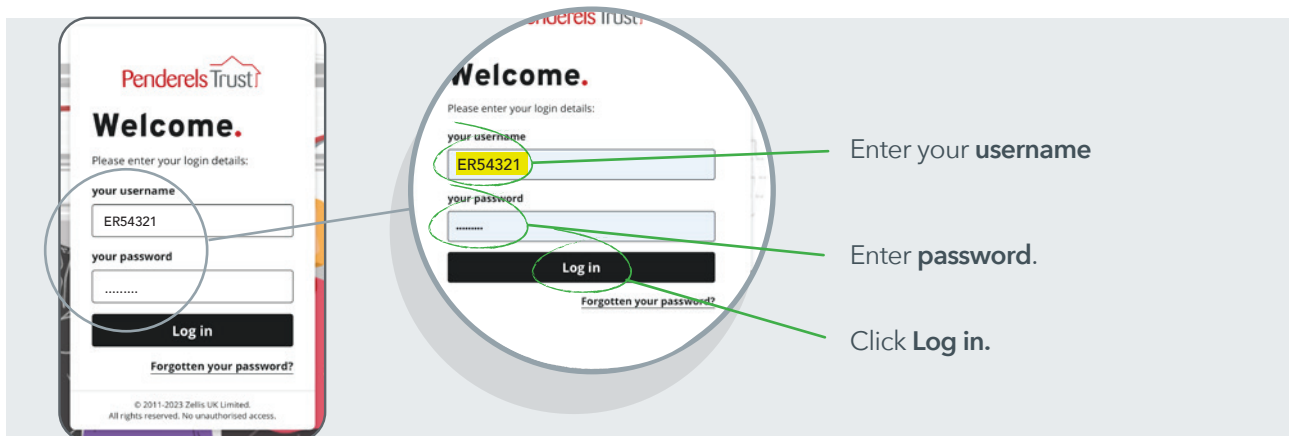 Penderels Trust
Welcome.
Please enter your login details:
your username
ER54321
your password
.........
Log in
Forgotten your password?
© 2011-2023 Zellis UK Limited.
All rights reserved. No unauthorised access.
Penderels Trust
Welcome.
Please enter your login details:
your username
ER54321
your password
.........
Log in
Forgotten your password?
Enter your username
Enter password.
Click Log in.